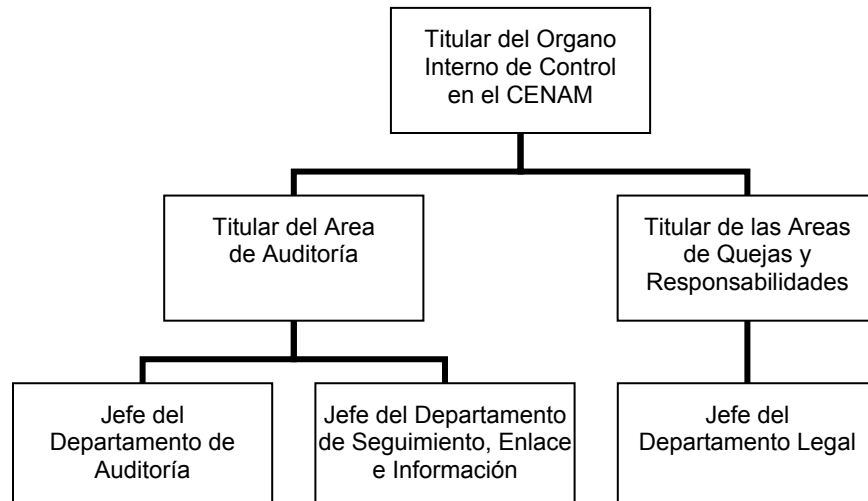 Titular del Organo
Interno de Control
en el CENAM
Titular del Area
de Auditoría
Titular de las Areas
de Quejas y
Responsabilidades
Jefe del
Departamento de
Auditoría
Jefe del Departamento
de Seguimiento, Enlace
e Información
Jefe del
Departamento Legal